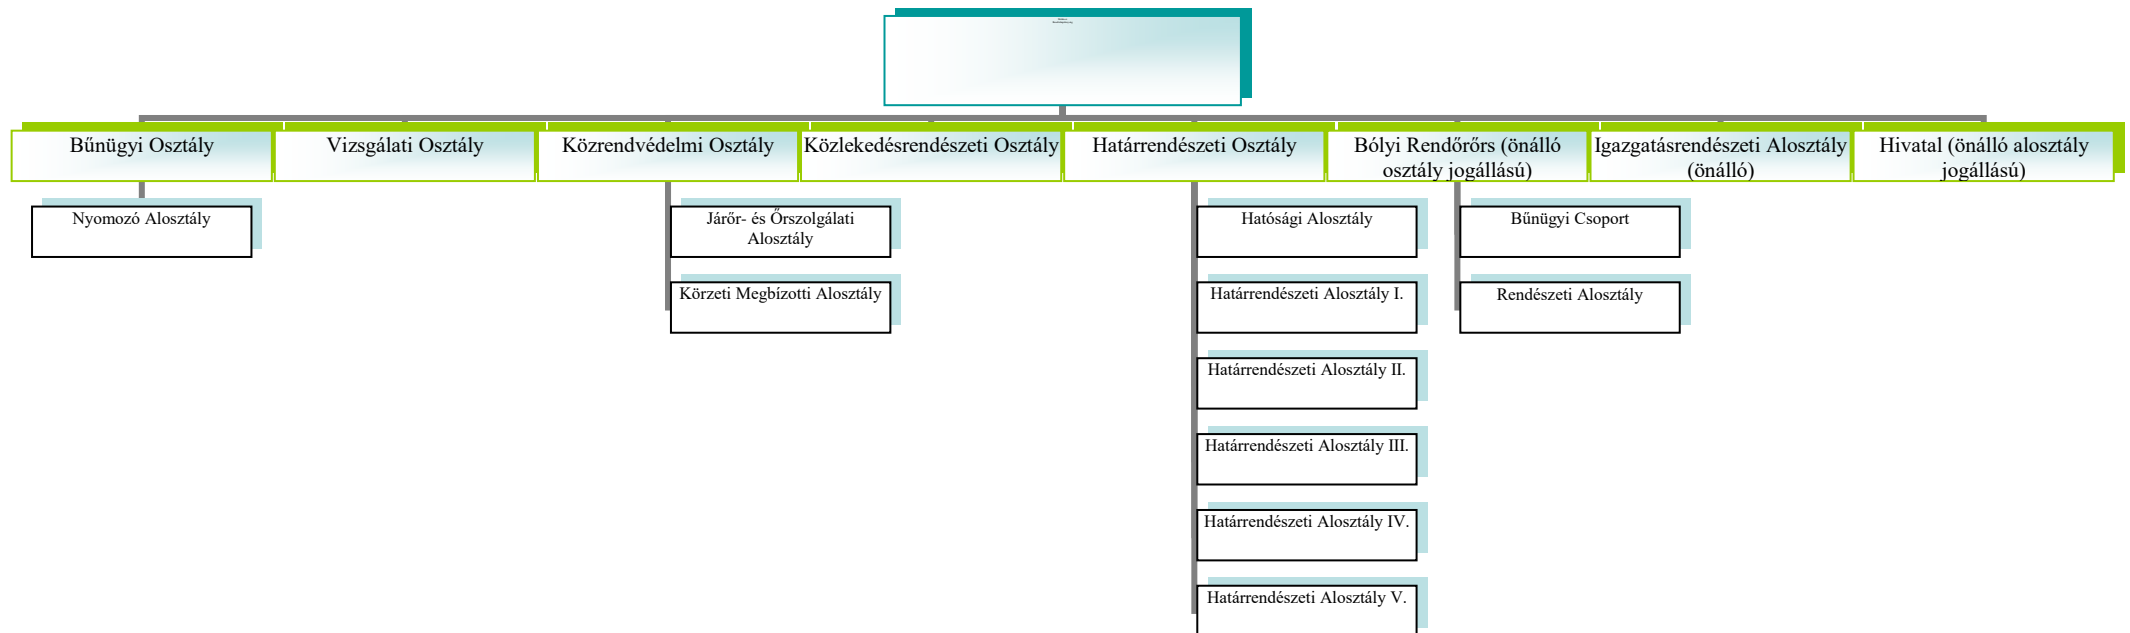 Bűnügyi Osztály
Vizsgálati Osztály
Közrendvédelmi Osztály
Közlekedésrendészeti Osztály
Határrendészeti Osztály
Bólyi Rendőrőrs (önálló
osztály jogállású)
Igazgatásrendészeti Alosztály
(önálló)
Hivatal (önálló alosztály
jogállású)
Nyomozó Alosztály
Járőr- és Őrszolgálati
Alosztály
Körzeti Megbízotti Alosztály
Hatósági Alosztály
Határrendészeti Alosztály I.
Határrendészeti Alosztály II.
Határrendészeti Alosztály III.
Határrendészeti Alosztály IV.
Határrendészeti Alosztály V.
Bűnügyi Csoport
Rendészeti Alosztály